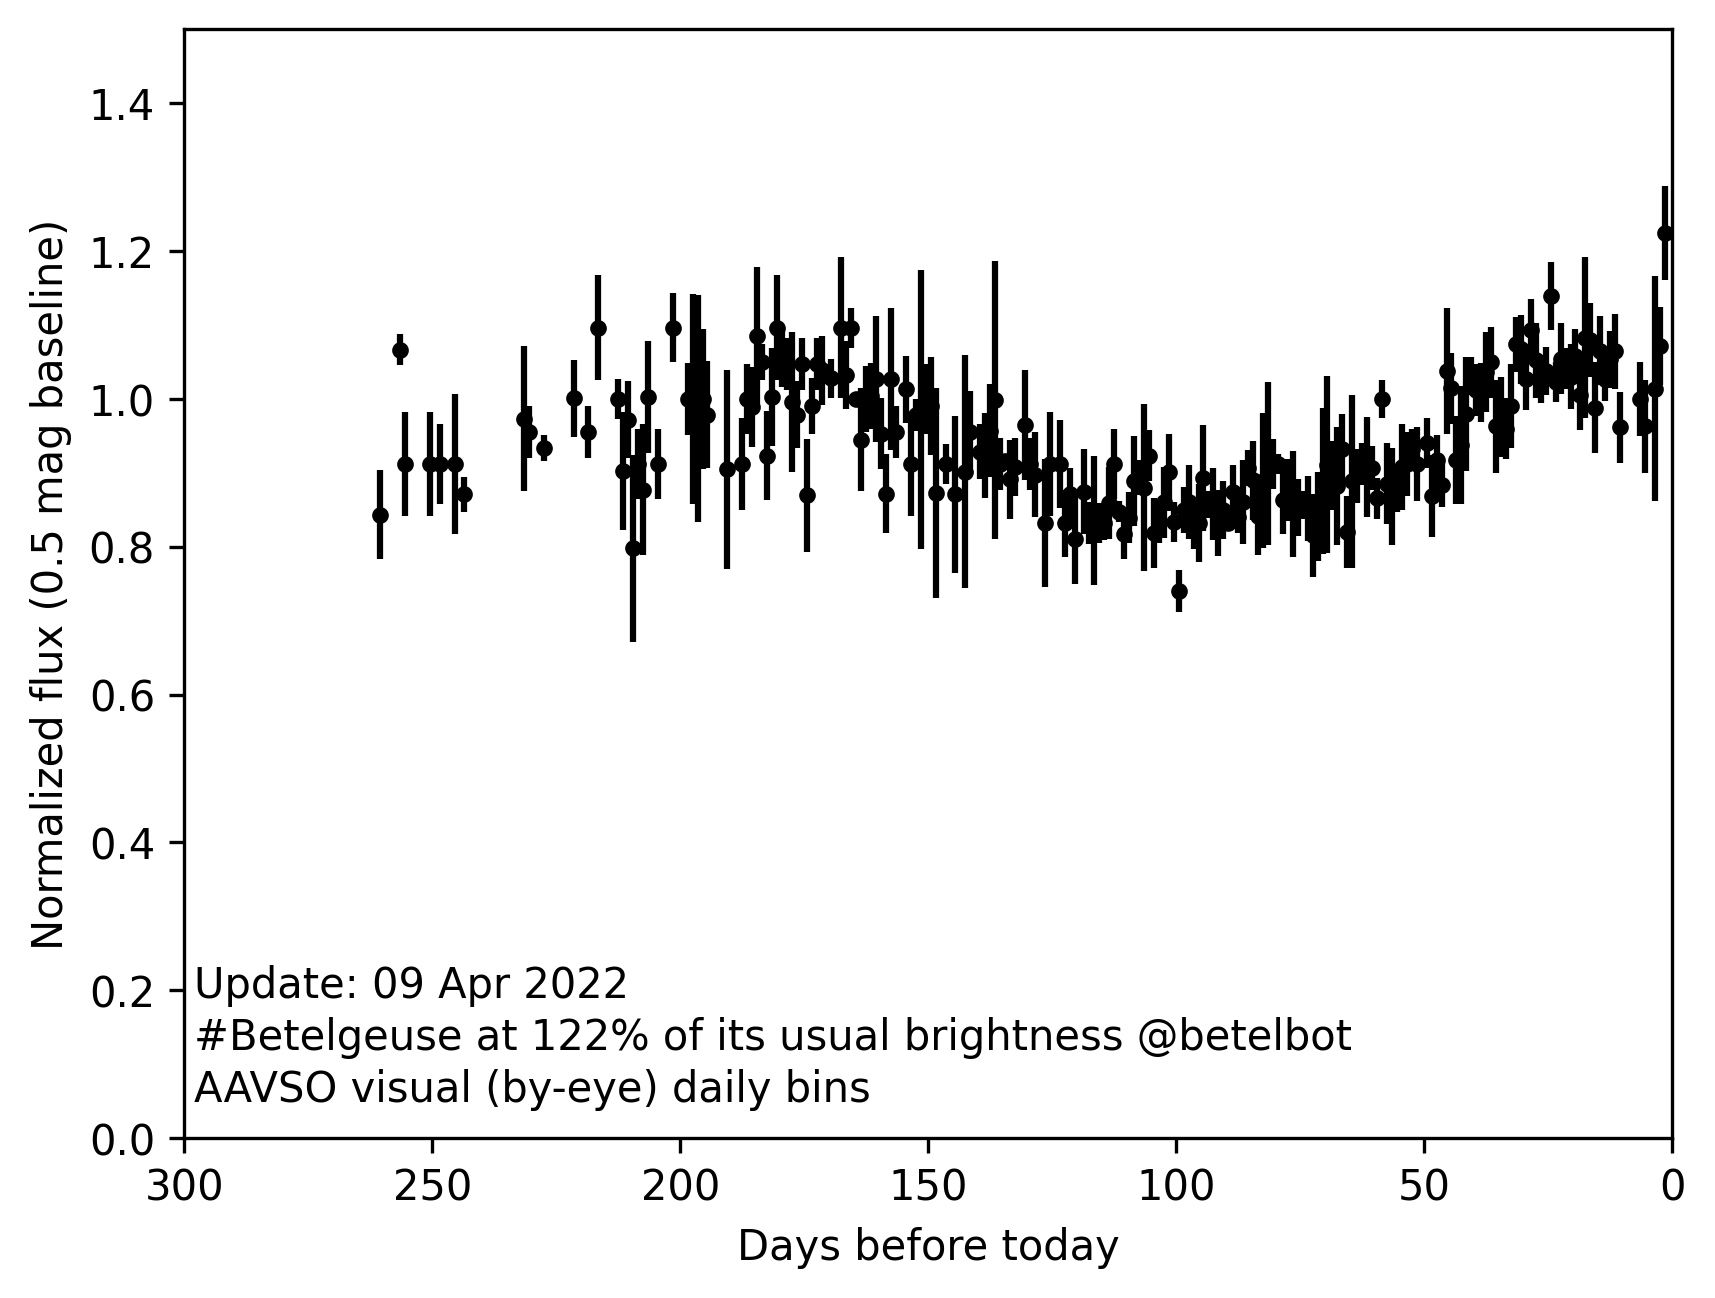 1.4
1.2
1.0
0.8
0.6
0.4
0.2
0.0
Normalized flux (0.5 mag baseline)
Update: 09 Apr 2022
#Betelgeuse at 122% of its usual brightness @betelbot
AAVSO visual (by-eye) daily bins
300 250 200 150 100 50 0
Days before today